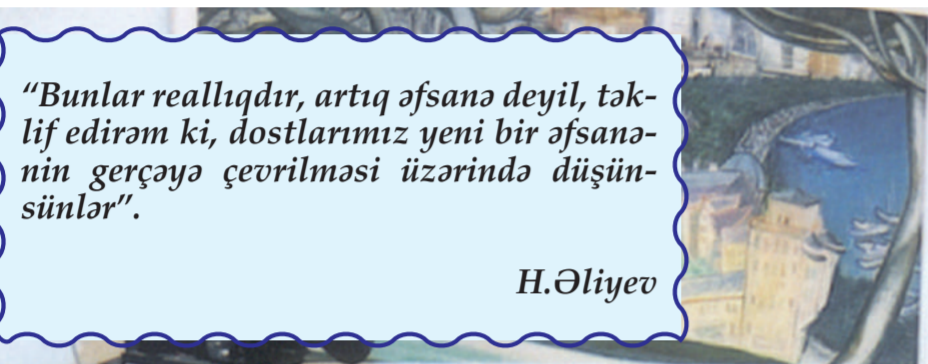 “Bunlar reallıqdır, artıq əfsanə deyil, tək-
lif edirəm ki, dostlarımız yeni bir əfsanə-
nin gerçəyə çevrilməsi üzərində düşün-
sünlər”.
H.Əliyev